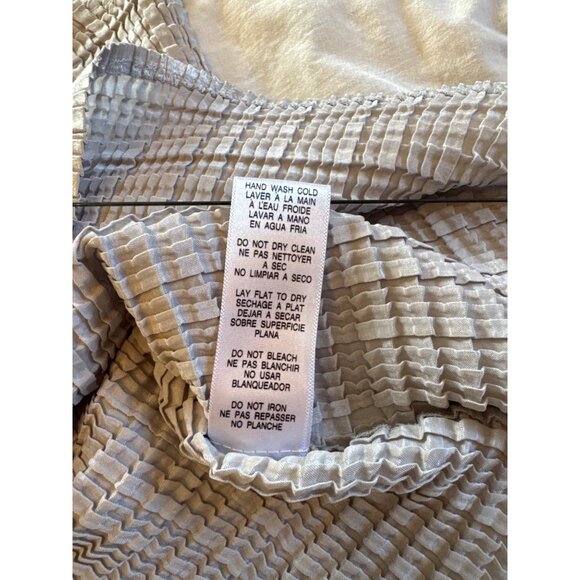 HAND WASH COLD
LAVER À LA MAIN
À L'EAU FROIDE
LAVAR A MANO
EN AGUA FRIA
DO NOT DRY CLEAN
NE PAS NETTOYER
A SEC
NO LIMPIAR A SECO
LAY FLAT TO DRY
SECHAGE A PLAT
DEJAR A SECAR
SOBRE SUPERFICIE
PLANA
DO NOT BLEACH
NE PAS BLANCHIR
NO USAR
BLANQUEADOR
DO NOT IRON
NE PAS REPASSER
NO PLANCHE